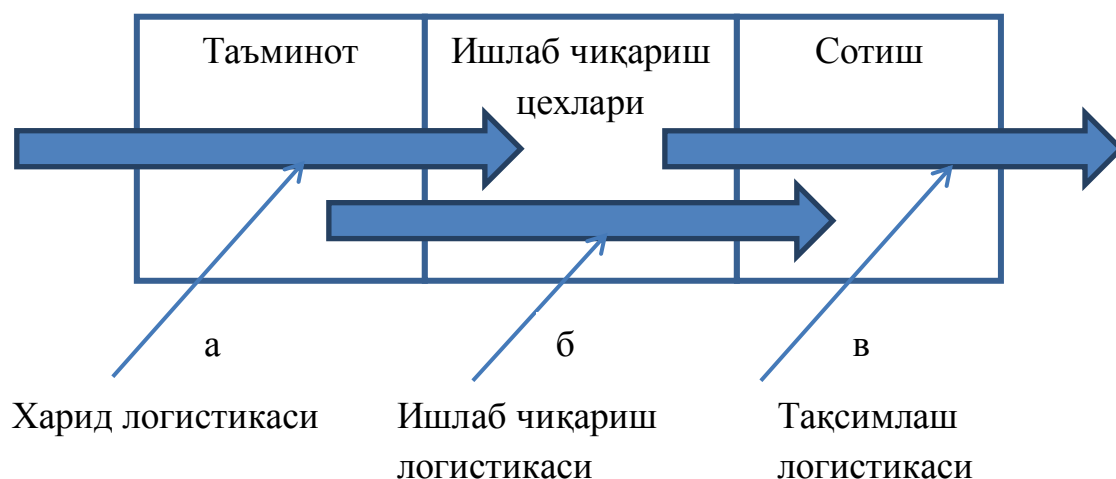 Таъминот
Ишлаб чиқариш
цехлари
Сотиш
а
б
в
Харид логистикаси
Ишлаб чиқариш
логистикаси
Тақсимлаш
логистикаси